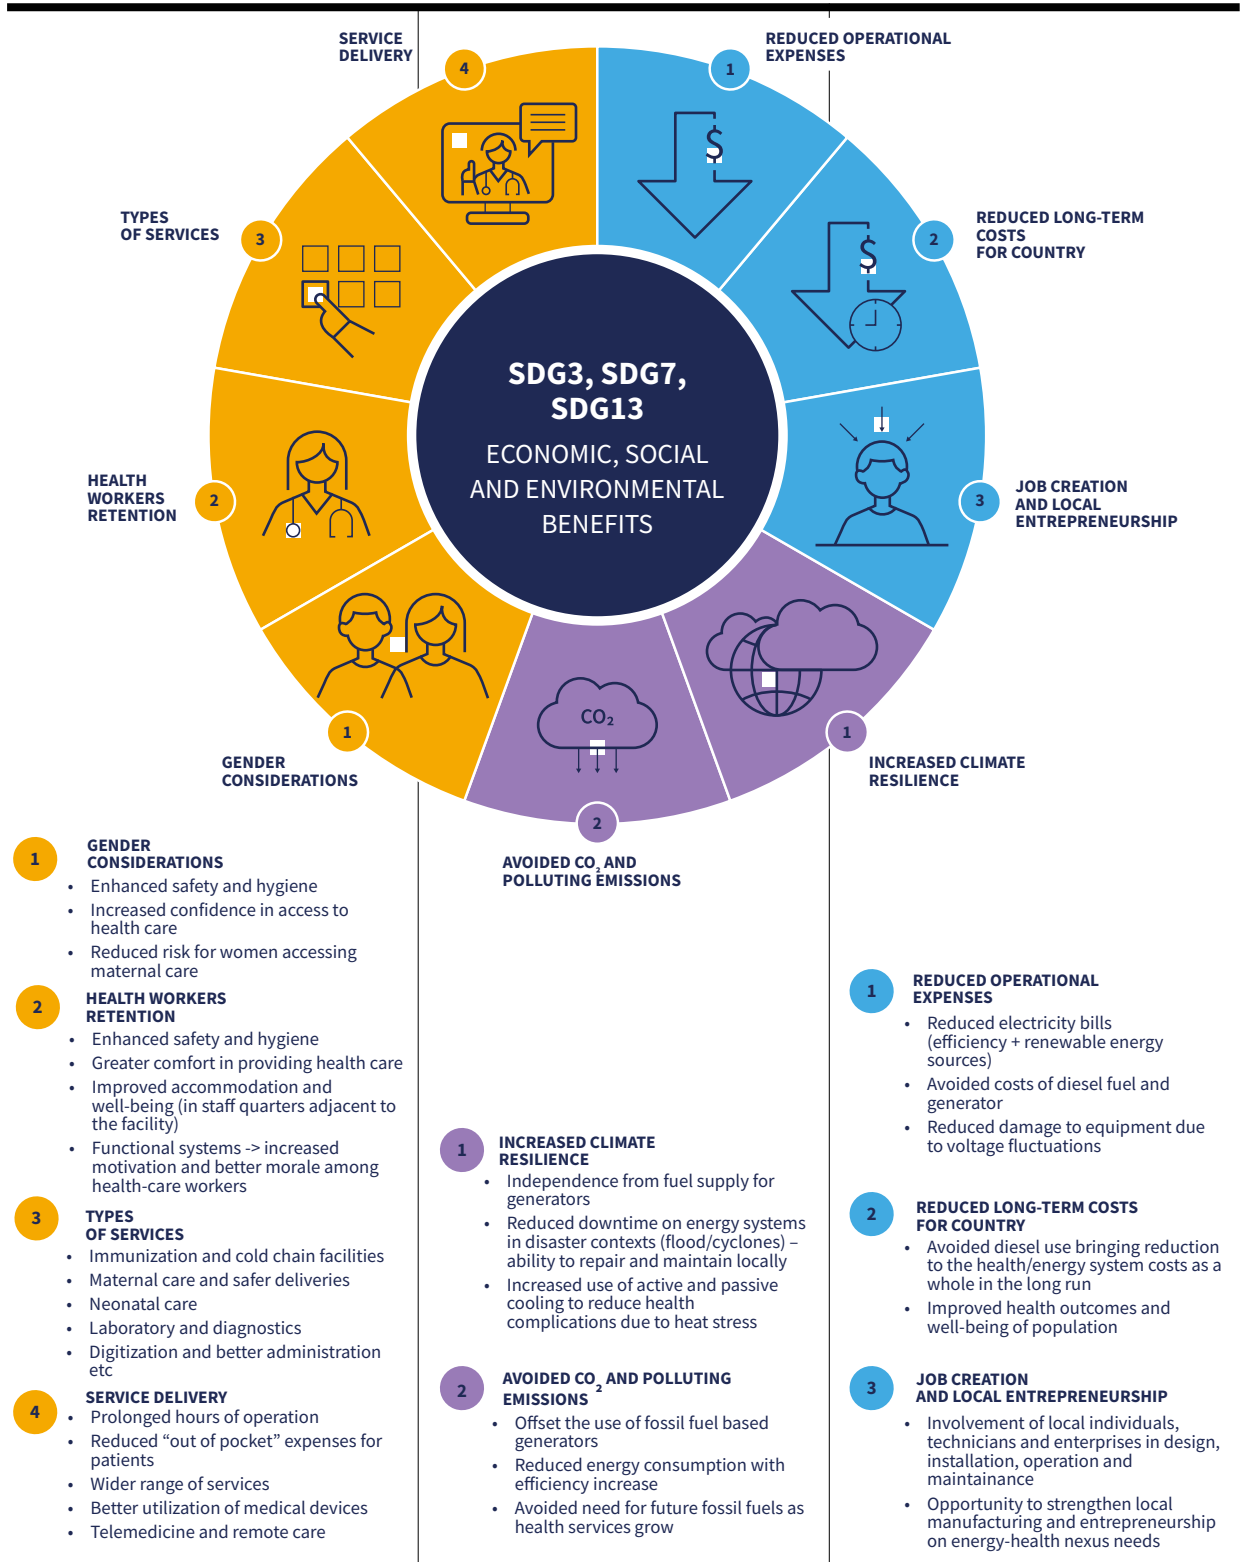 SERVICE
DELIVERY
4
1
REDUCED OPERATIONAL
EXPENSES
$
TYPES
OF SERVICES
3
2
REDUCED LONG-TERM
COSTS
FOR COUNTRY
$
SDG3, SDG7,
SDG13
ECONOMIC, SOCIAL
AND ENVIRONMENTAL
BENEFITS
HEALTH
WORKERS
RETENTION
2
3
JOB CREATION
AND LOCAL
ENTREPRENEURSHIP
CO₂
1
GENDER
CONSIDERATIONS
1
INCREASED CLIMATE
RESILIENCE
2
AVOIDED CO₂ AND
POLLUTING EMISSIONS
1
GENDER
CONSIDERATIONS
• Enhanced safety and hygiene
• Increased confidence in access to
health care
• Reduced risk for women accessing
maternal care
2
HEALTH WORKERS
RETENTION
• Enhanced safety and hygiene
• Greater comfort in providing health care
• Improved accommodation and
well-being (in staff quarters adjacent to
the facility)
• Functional systems -> increased
motivation and better morale among
health-care workers
3
TYPES
OF SERVICES
• Immunization and cold chain facilities
• Maternal care and safer deliveries
• Neonatal care
• Laboratory and diagnostics
• Digitization and better administration
etc
4
SERVICE DELIVERY
• Prolonged hours of operation
• Reduced “out of pocket” expenses for
patients
• Wider range of services
• Better utilization of medical devices
• Telemedicine and remote care
1
INCREASED CLIMATE
RESILIENCE
• Independence from fuel supply for
generators
• Reduced downtime on energy systems
in disaster contexts (flood/cyclones) –
ability to repair and maintain locally
• Increased use of active and passive
cooling to reduce health
complications due to heat stress
2
AVOIDED CO₂ AND POLLUTING
EMISSIONS
• Offset the use of fossil fuel based
generators
• Reduced energy consumption with
efficiency increase
• Avoided need for future fossil fuels as
health services grow
1
REDUCED OPERATIONAL
EXPENSES
• Reduced electricity bills
(efficiency + renewable energy
sources)
• Avoided costs of diesel fuel and
generator
• Reduced damage to equipment due
to voltage fluctuations
2
REDUCED LONG-TERM COSTS
FOR COUNTRY
• Avoided diesel use bringing reduction
to the health/energy system costs as a
whole in the long run
• Improved health outcomes and
well-being of population
3
JOB CREATION
AND LOCAL ENTREPRENEURSHIP
• Involvement of local individuals,
technicians and enterprises in design,
installation, operation and
maintainance
• Opportunity to strengthen local
manufacturing and entrepreneurship
on energy-health nexus needs